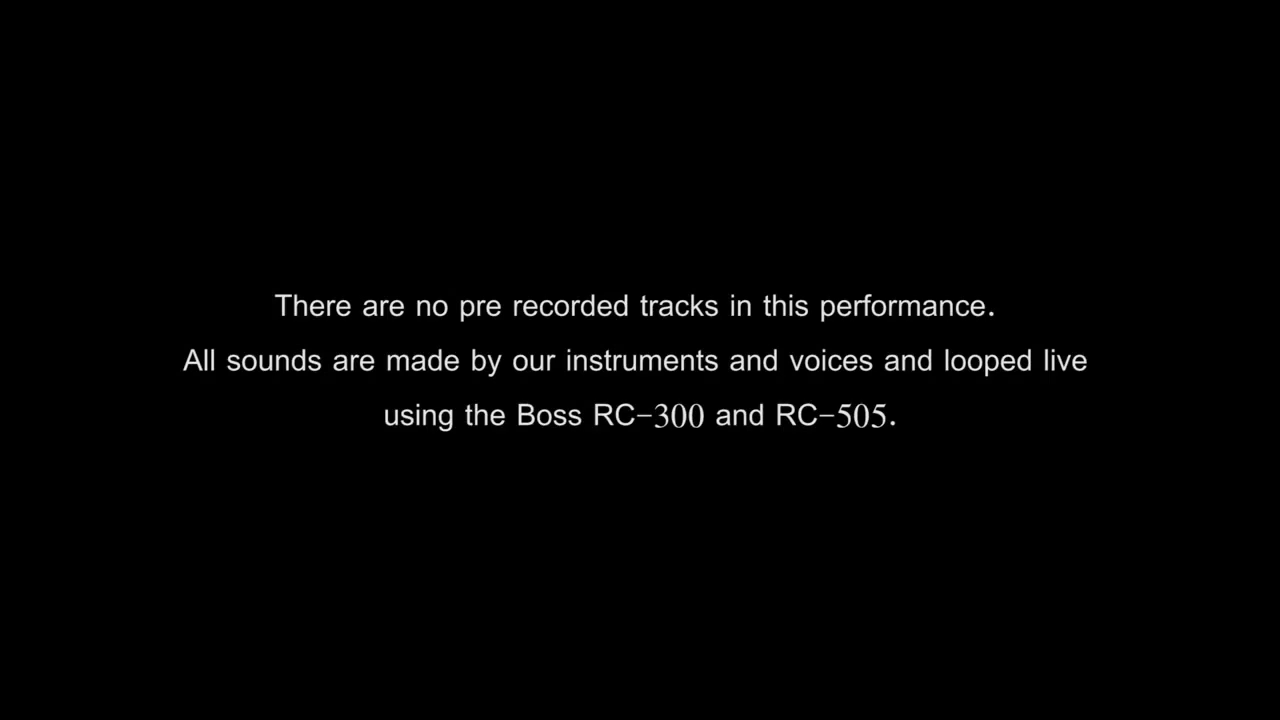 There are no pre recorded tracks in this performance.
All sounds are made by our instruments and voices and looped live
using the Boss RC-300 and RC-505.